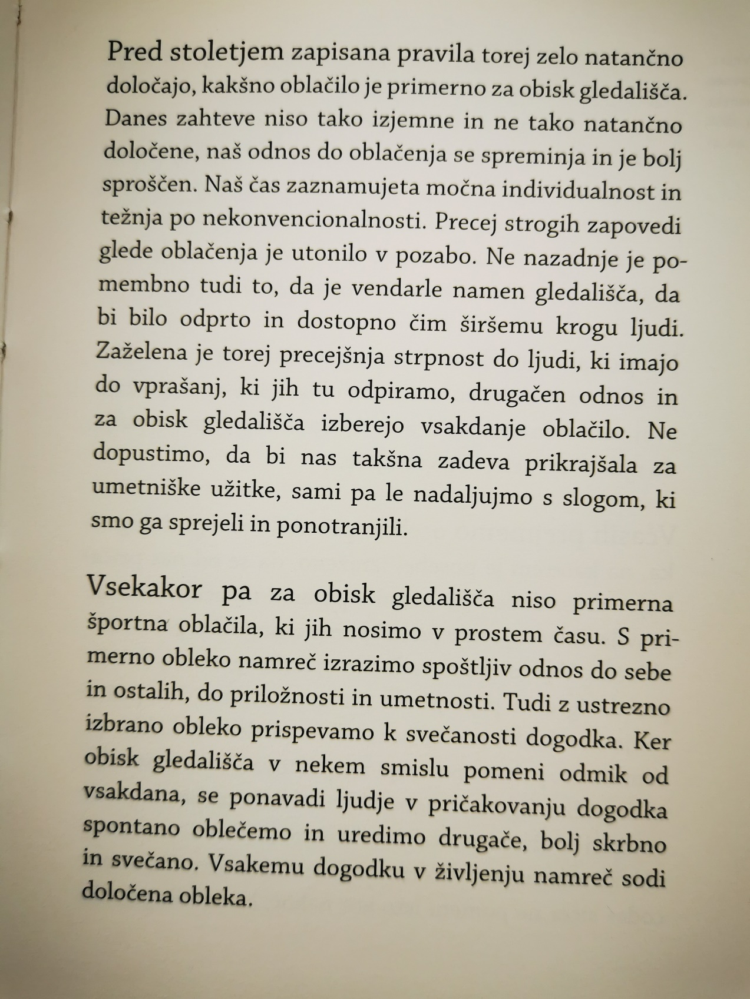 Pred stoletjem zapisana pravila torej zelo natančno
določajo, kakšno oblačilo je primerno za obisk gledališča.
Danes zahteve niso tako izjemne in ne tako natančno
določene, naš odnos do oblačenja se spreminja in je bolj
sproščen. Naš čas zaznamujeta močna individualnost in
težnja po nekonvencionalnosti. Precej strogih zapovedi
glede oblačenja je utonilo v pozabo. Ne nazadnje je po-
membno tudi to, da je vendarle namen gledališča, da
bi bilo odprto in dostopno čim širšemu krogu ljudi.
Zaželena je torej precejšnja strpnost do ljudi, ki imajo
do vprašanj, ki jih tu odpiramo, drugačen odnos in
za obisk gledališča izberejo vsakdanje oblačilo. Ne
dopustimo, da bi nas takšna zadeva prikrajšala za
umetniške užitke, sami pa le nadaljujmo s slogom, ki
smo ga sprejeli in ponotranjili.
Vsekakor pa za obisk gledališča niso primerna
športna oblačila, ki jih nosimo v prostem času. S pri-
merno obleko namreč izrazimo spoštljiv odnos do sebe
in ostalih, do priložnosti in umetnosti. Tudi z ustrezno
izbrano obleko prispevamo k svečanosti dogodka. Ker
obisk gledališča v nekem smislu pomeni odmik od
vsakdana, se ponavadi ljudje v pričakovanju dogodka
spontano oblečemo in uredimo drugače, bolj skrbno
in svečano. Vsakemu dogodku v življenju namreč sodi
določena obleka.